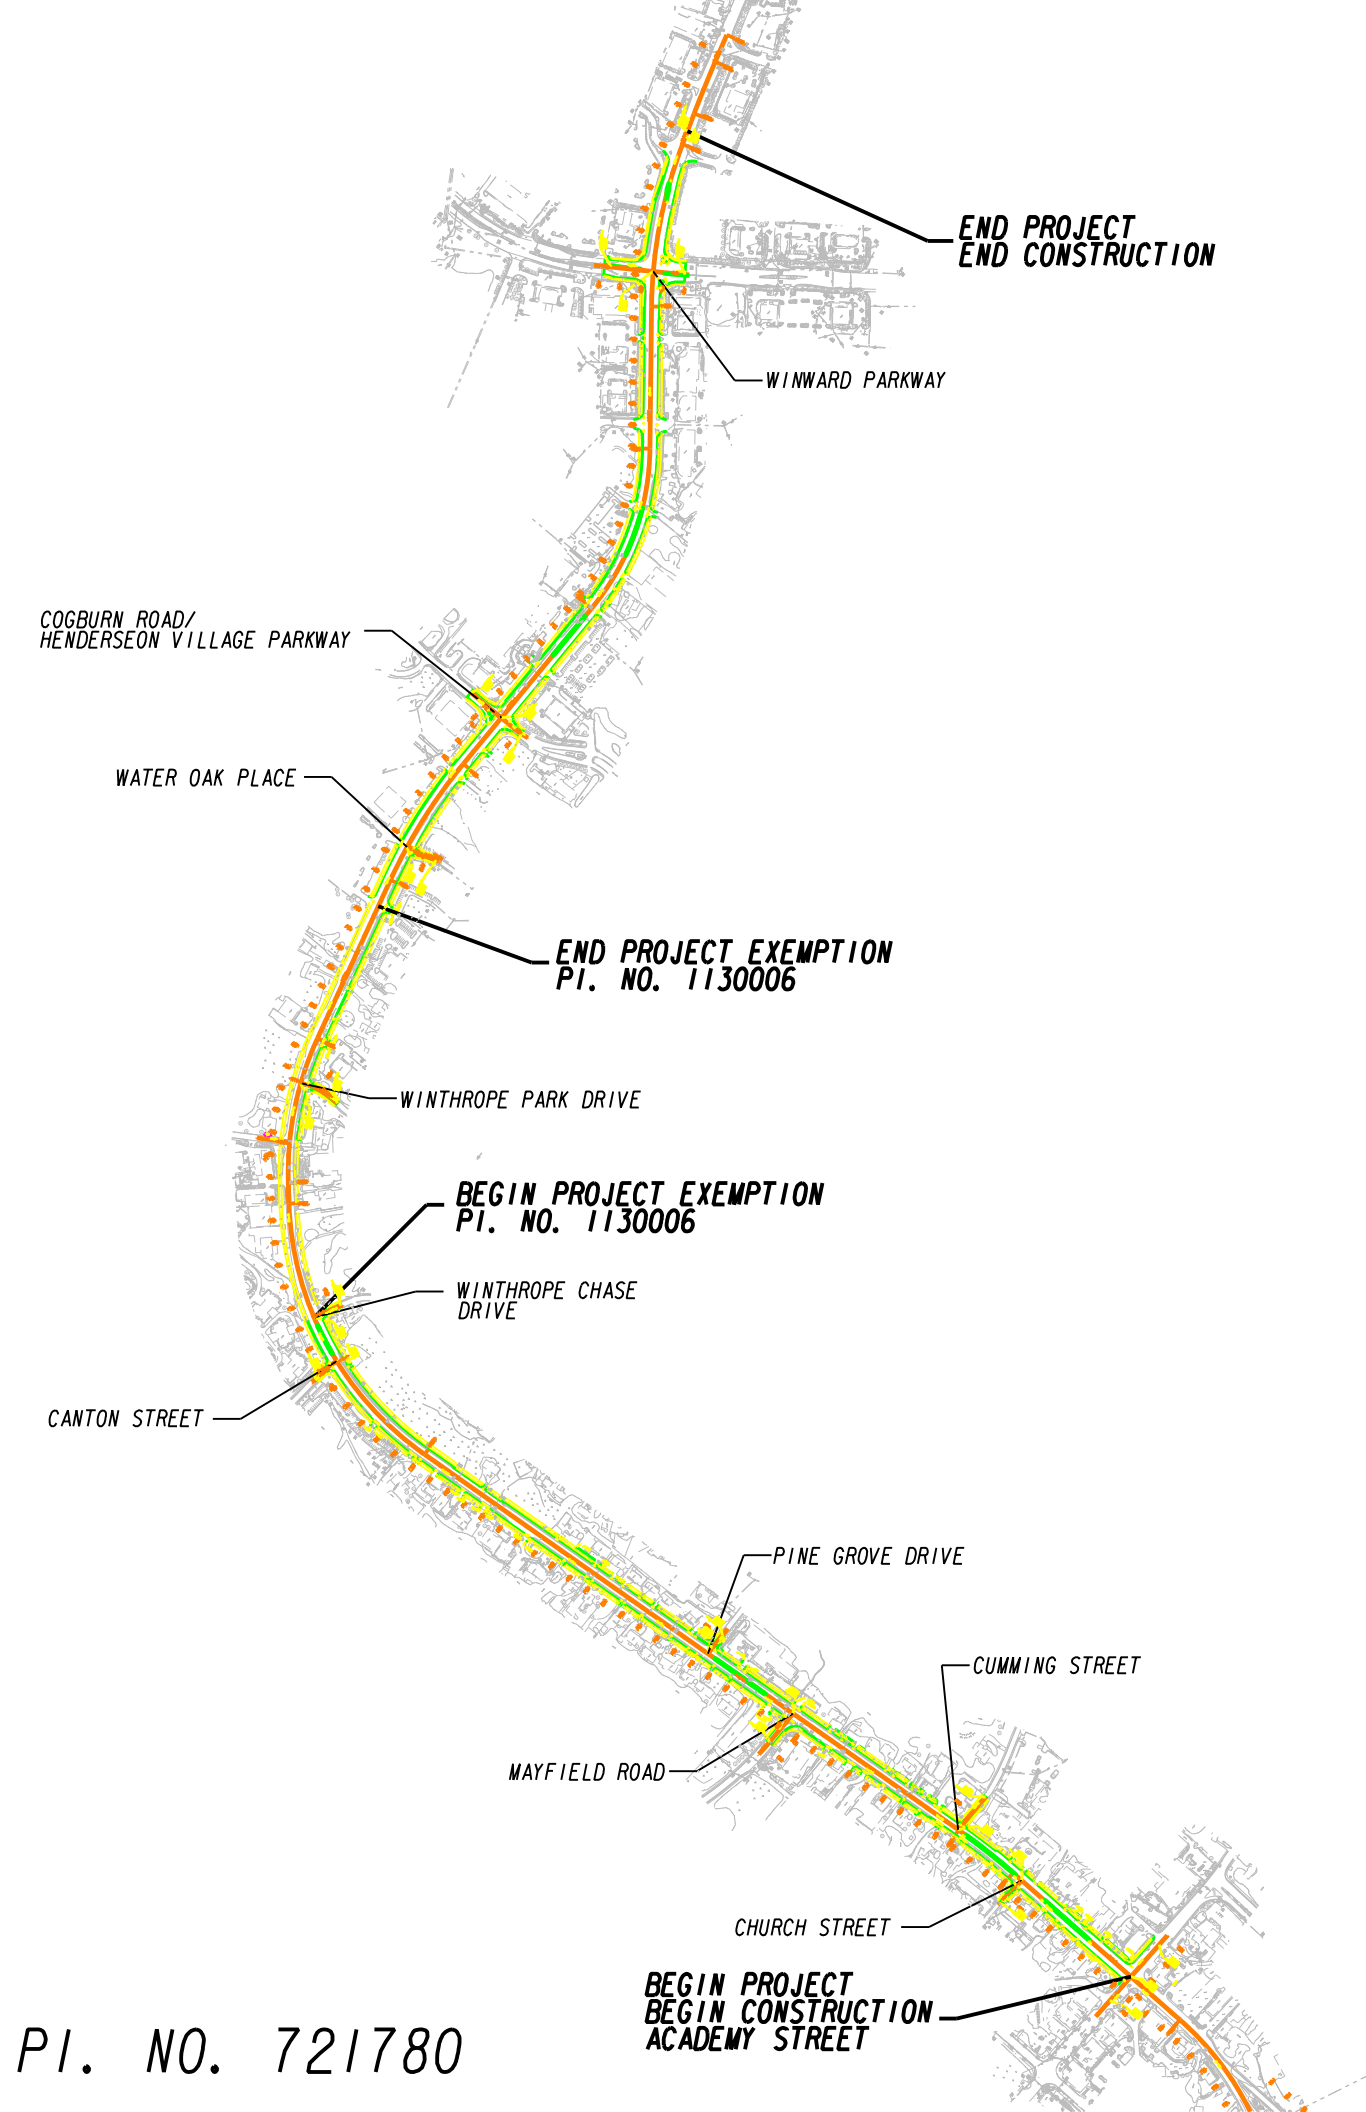 END PROJECT
END CONSTRUCTION
WINWARD PARKWAY
COGBURN ROAD/
HENDERSEON VILLAGE PARKWAY
WATER OAK PLACE
END PROJECT EXEMPTION
PI. NO. 1130006
WINTHROPE PARK DRIVE
BEGIN PROJECT EXEMPTION
PI. NO. 1130006
WINTHROPE CHASE
DRIVE
CANTON STREET
PINE GROVE DRIVE
CUMMING STREET
MAYFIELD ROAD
CHURCH STREET
BEGIN PROJECT
BEGIN CONSTRUCTION
ACADEMY STREET
PI. NO. 721780